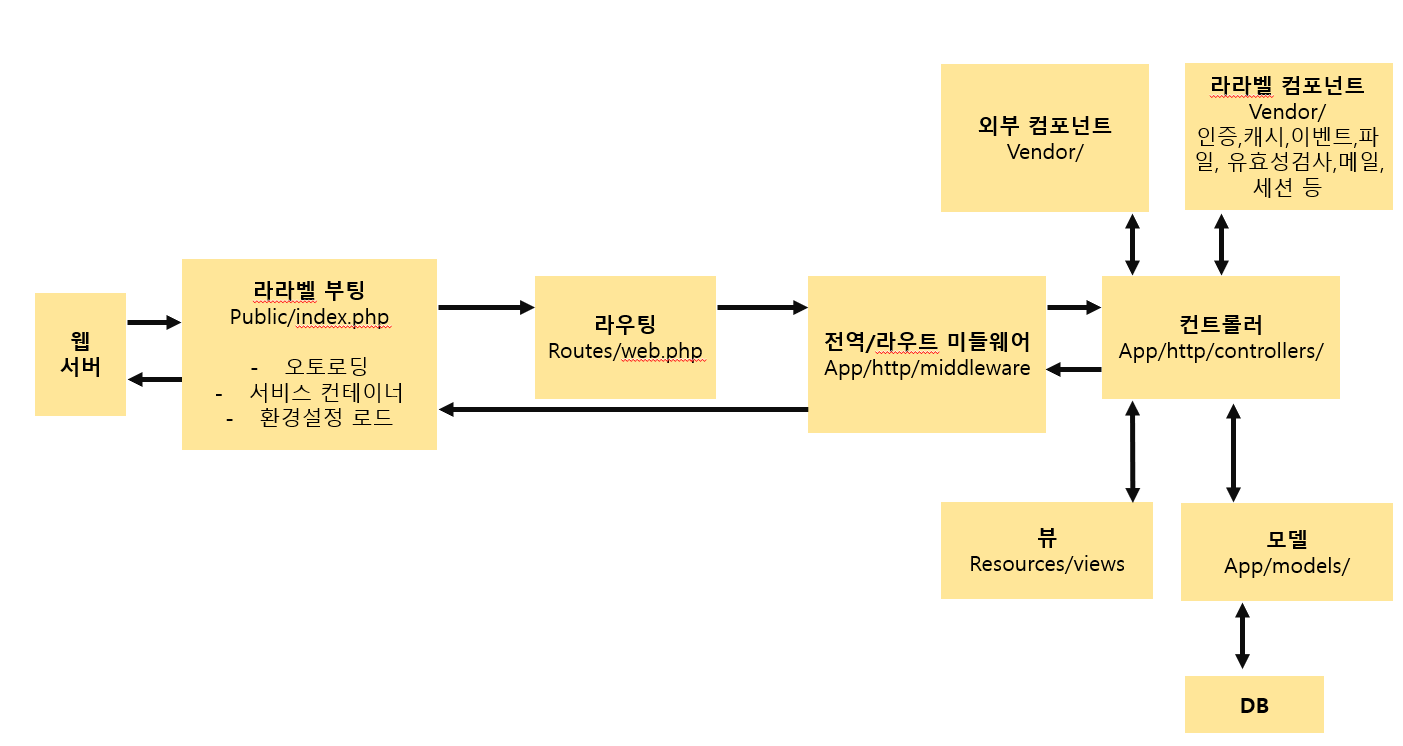 외부 컴포넌트
Vendor/
라라벨 컴포넌트
Vendor/
인증,캐시,이벤트,파
일, 유효성검사,메일,
세션 등
웹
서버
라라벨 부팅
Public/index.php
- 오토로딩
- 서비스 컨테이너
- 환경설정 로드
라우팅
Routes/web.php
전역/라우트 미들웨어
App/http/middleware
컨트롤러
App/http/controllers/
뷰
Resources/views
모델
App/models/
DB